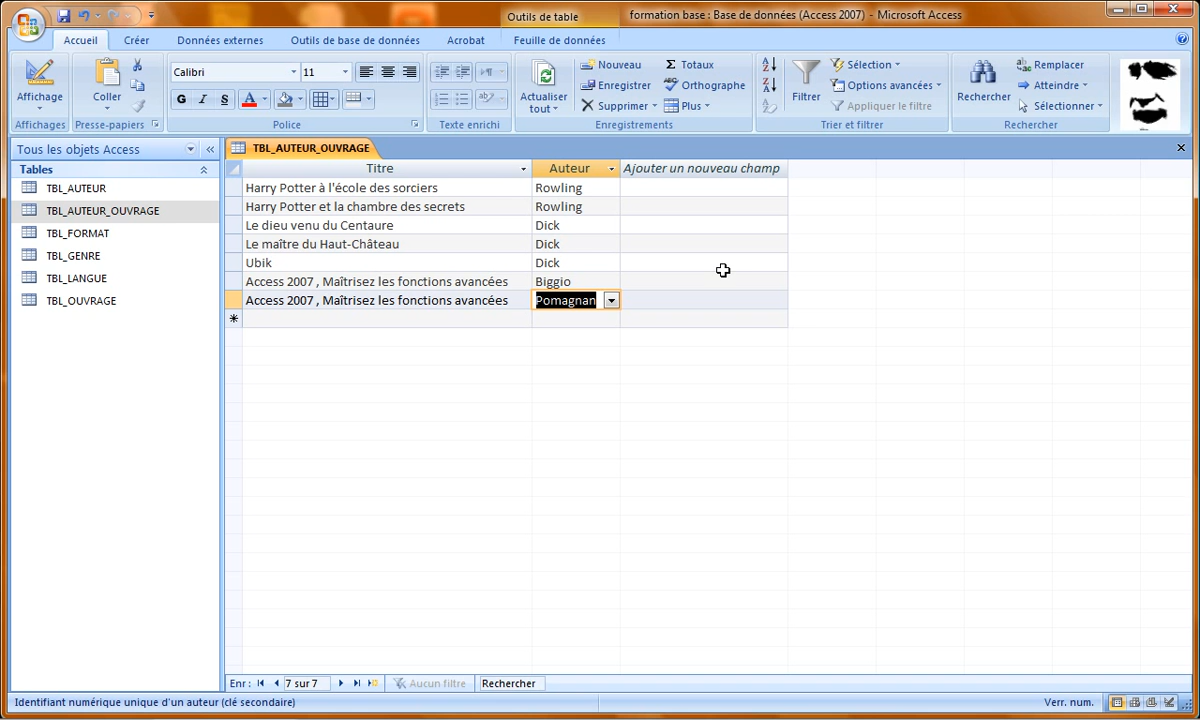 Outils de table
formation base : Base de données (Access 2007) - Microsoft Access
Accueil Créer Données externes Outils de base de données Acrobat Feuille de données
Affichage
Affichages
Coller
Presse-papiers
Calibri 11
G I S A
Police
Texte enrichi
Actualiser tout
Nouveau
Enregistrer
Supprimer
Totaux
Orthographe
Plus
Enregistrements
Filtrer
Sélection
Options avancées
Appliquer le filtre
Trier et filtrer
Rechercher
Remplacer
Atteindre
Sélectionner
Rechercher
Tous les objets Access
Tables
TBL_AUTEUR
TBL_AUTEUR_OUVRAGE
TBL_FORMAT
TBL_GENRE
TBL_LANGUE
TBL_OUVRAGE
TBL_AUTEUR_OUVRAGE
Titre Auteur Ajouter un nouveau champ
Harry Potter à l'école des sorciers Rowling
Harry Potter et la chambre des secrets Rowling
Le dieu venu du Centaure Dick
Le maître du Haut-Château Dick
Ubik Dick
Access 2007 , Maîtrisez les fonctions avancées Biggio
Access 2007 , Maîtrisez les fonctions avancées Pomagnan
Enr : 7 sur 7 Aucun filtre Rechercher
Identifiant numérique unique d'un auteur (clé secondaire) Verr. num.